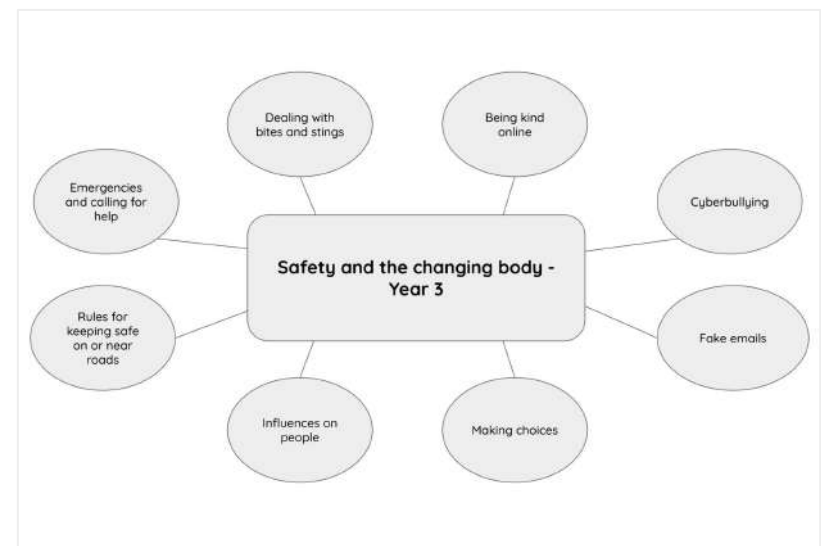 Dealing with
bites and stings
Being kind
online
Emergencies
and calling for
help
Cyberbullying
Safety and the changing body -
Year 3
Rules for
keeping safe
on or near
roads
Fake emails
Influences on
people
Making choices